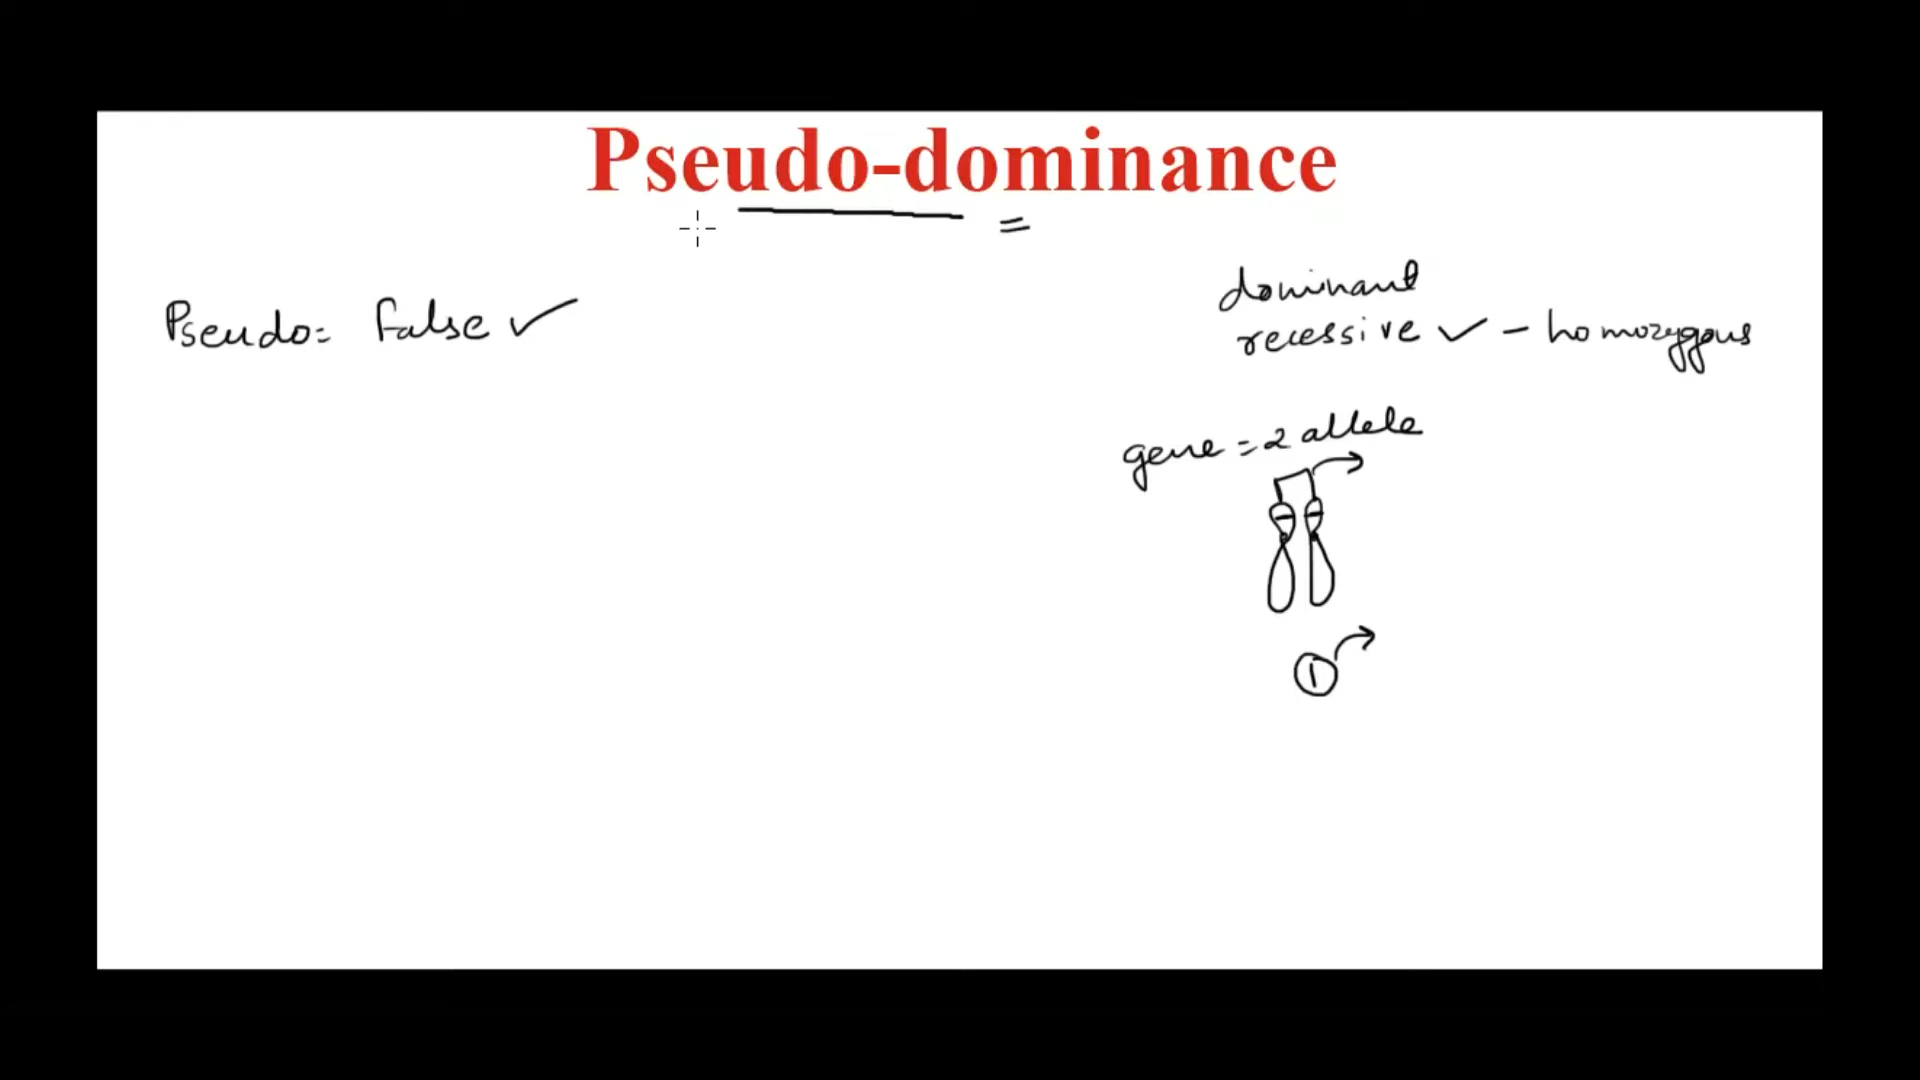 Pseudo-dominance
=
Pseudo = false ✓
dominant
recessive ✓ - homozygous
gene = 2 allele
1